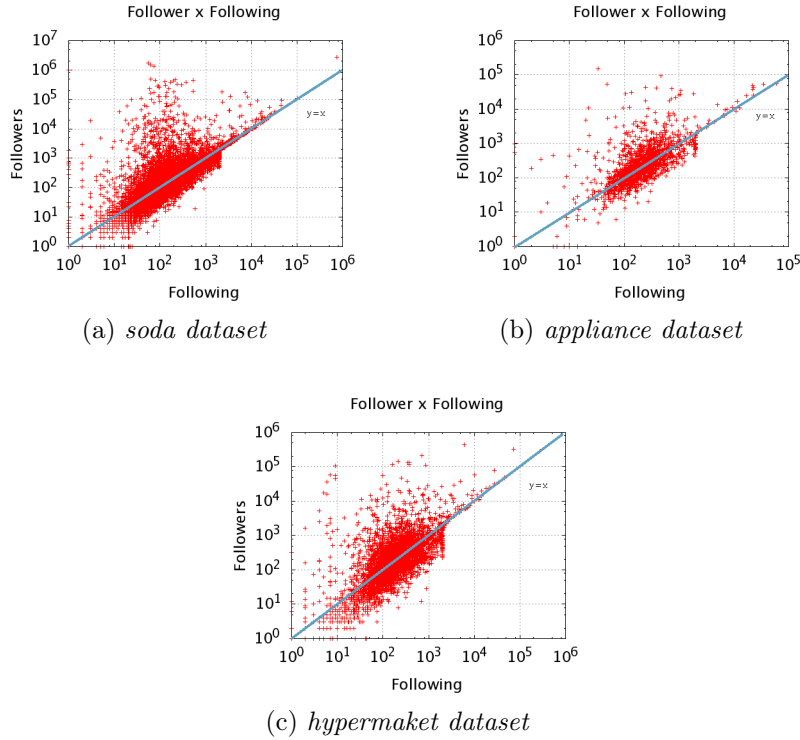 Follower x Following
10^7
10^6
10^5
10^4
10^3
10^2
10^1
10^0
Followers
y=x
10^0 10^1 10^2 10^3 10^4 10^5 10^6
Following
(a) soda dataset
Follower x Following
10^6
10^5
10^4
10^3
10^2
10^1
10^0
Followers
y=x
10^0 10^1 10^2 10^3 10^4 10^5
Following
(b) appliance dataset
Follower x Following
10^6
10^5
10^4
10^3
10^2
10^1
10^0
Followers
y=x
10^0 10^1 10^2 10^3 10^4 10^5 10^6
Following
(c) hypermaket dataset